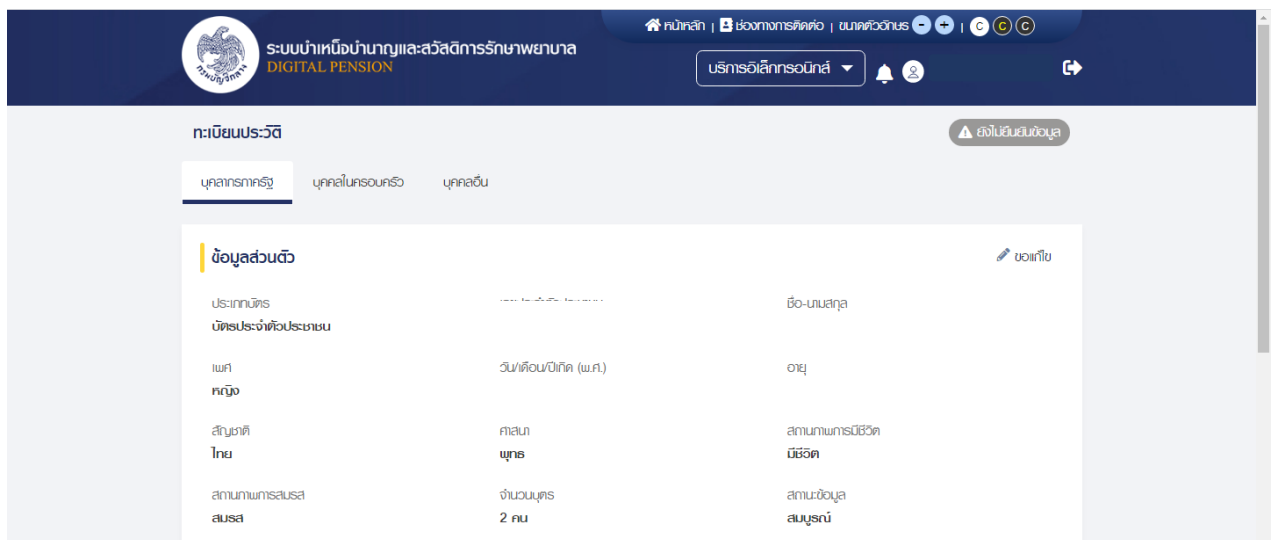 หน้าหลัก | ช่องทางการติดต่อ | ขนาดตัวอักษร - + | C C C
ระบบบำเหน็จบำนาญและสวัสดิการรักษาพยาบาล
DIGITAL PENSION
กรมบัญชีกลาง
บริการอิเล็กทรอนิกส์
ทะเบียนประวัติ
ยังไม่ยืนยันข้อมูล
บุคลากรภาครัฐ บุคคลในครอบครัว บุคคลอื่น
ข้อมูลส่วนตัว ขอแก้ไข
ประเภทบัตร ชื่อ-นามสกุล
บัตรประจำตัวประชาชน
เพศ วัน/เดือน/ปีเกิด (พ.ศ.) อายุ
หญิง
สัญชาติ ศาสนา สถานภาพการมีชีวิต
ไทย พุทธ มีชีวิต
สถานภาพการสมรส จำนวนบุตร สถานะข้อมูล
สมรส 2 คน สมบูรณ์